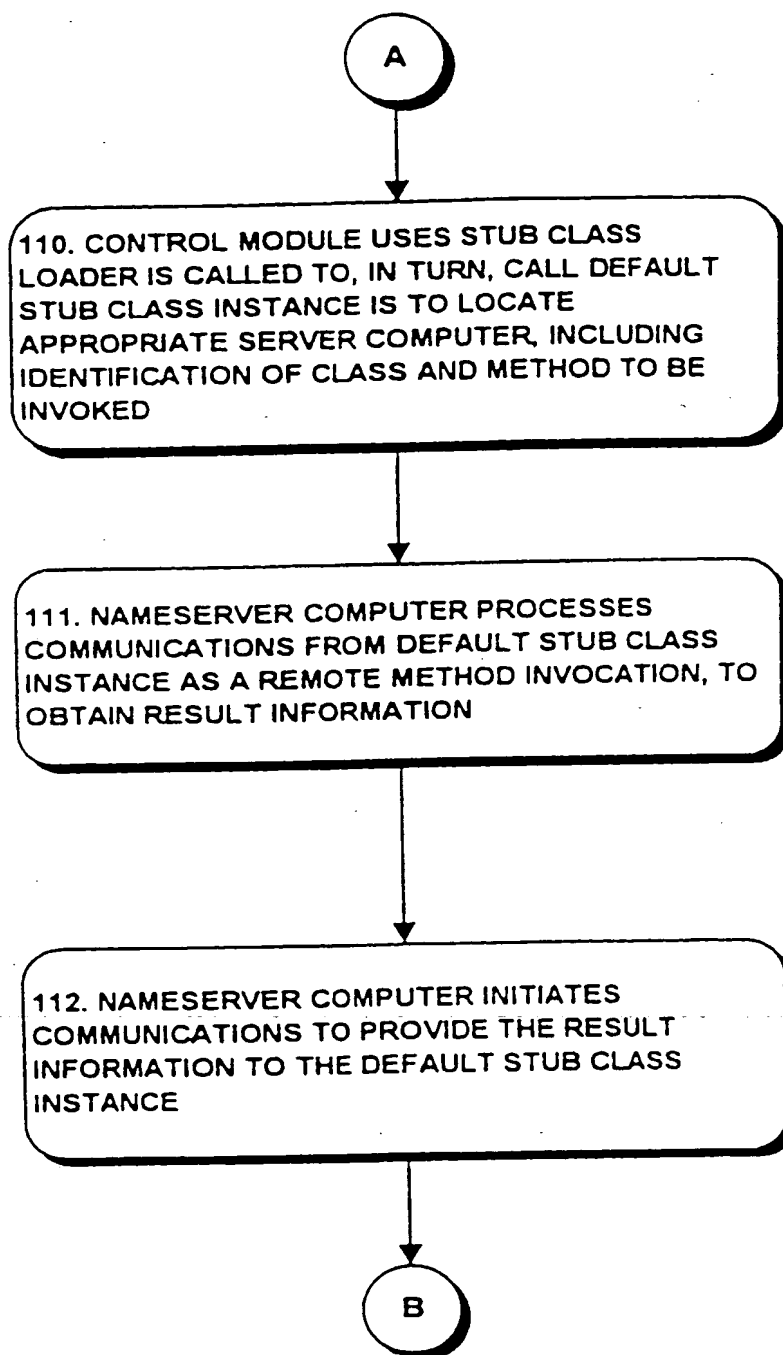 A
110. CONTROL MODULE USES STUB CLASS
LOADER IS CALLED TO, IN TURN, CALL DEFAULT
STUB CLASS INSTANCE IS TO LOCATE
APPROPRIATE SERVER COMPUTER, INCLUDING
IDENTIFICATION OF CLASS AND METHOD TO BE
INVOKED
111. NAMESERVER COMPUTER PROCESSES
COMMUNICATIONS FROM DEFAULT STUB CLASS
INSTANCE AS A REMOTE METHOD INVOCATION, TO
OBTAIN RESULT INFORMATION
112. NAMESERVER COMPUTER INITIATES
COMMUNICATIONS TO PROVIDE THE RESULT
INFORMATION TO THE DEFAULT STUB CLASS
INSTANCE
B